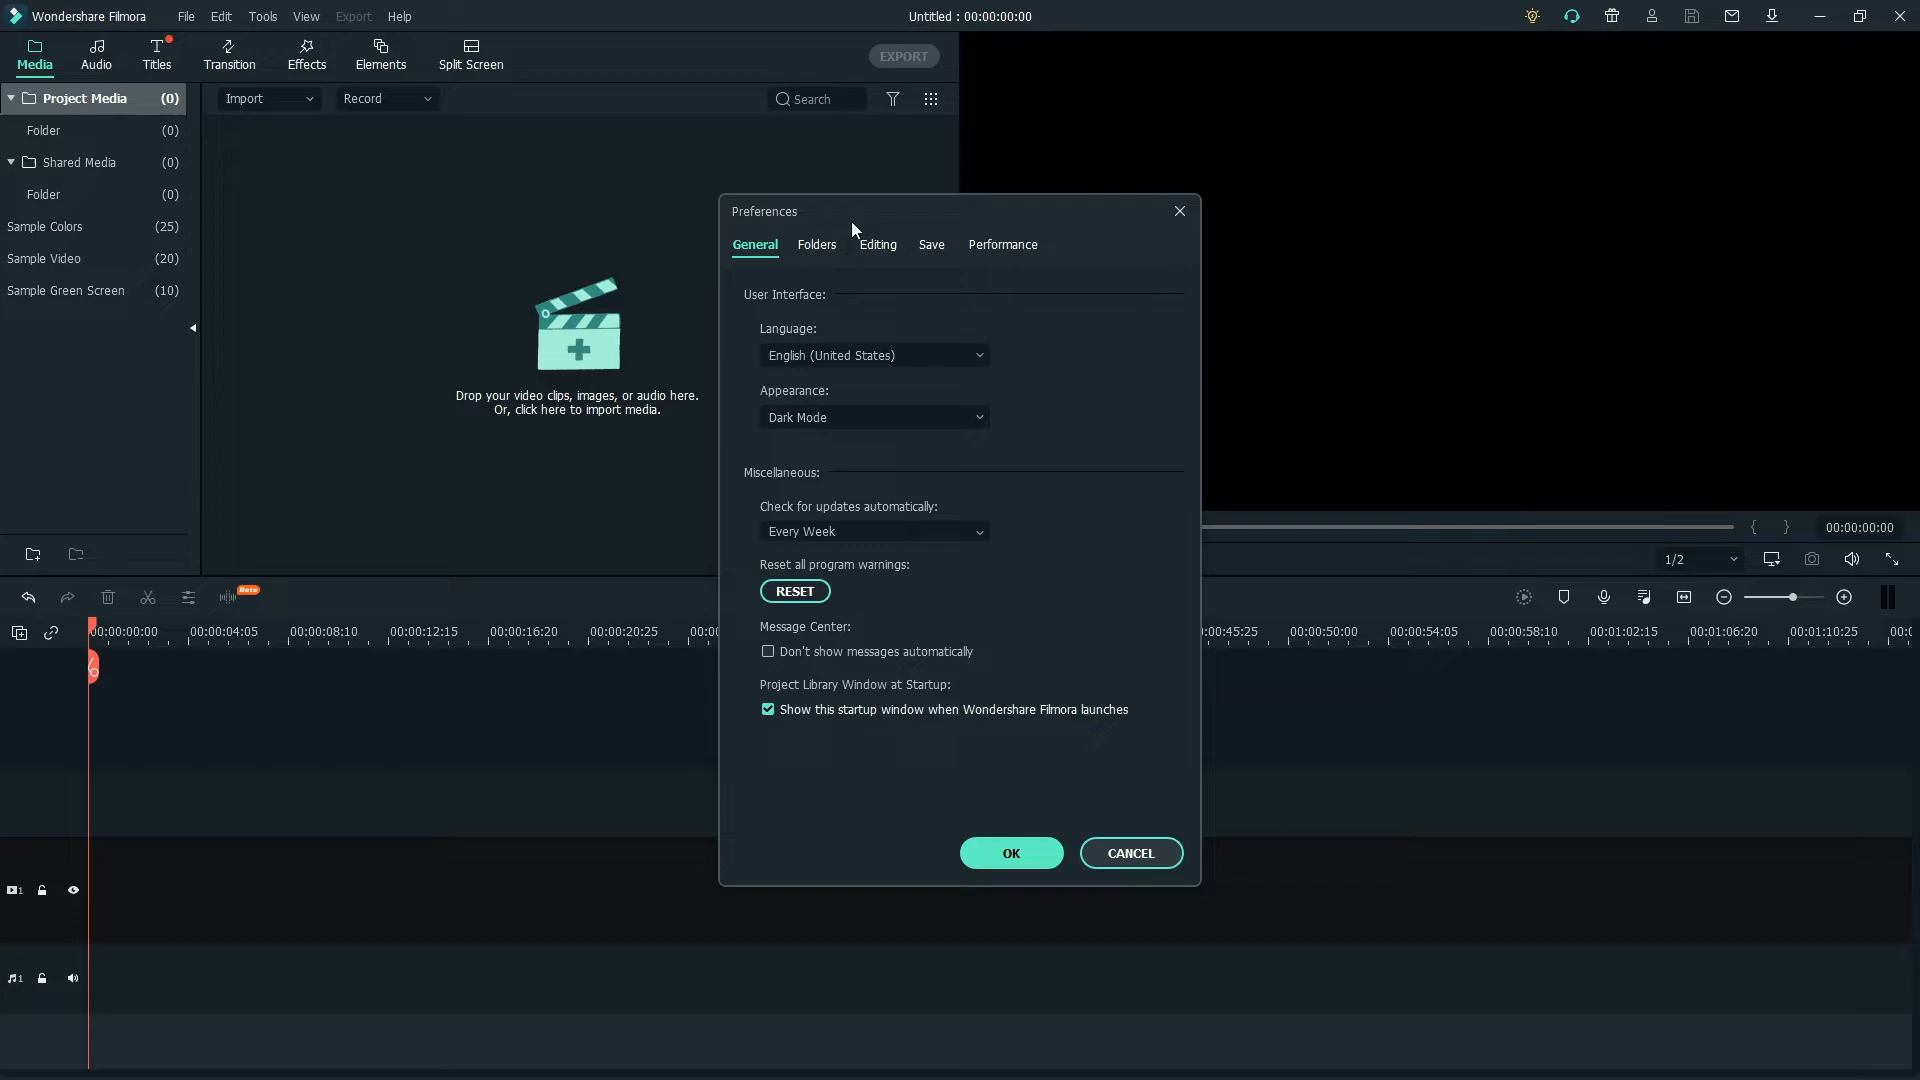 Wondershare Filmora
File Edit Tools View Export Help
Untitled : 00:00:00:00
Media Audio Titles Transition Effects Elements Split Screen
EXPORT
Project Media (0)
Folder (0)
Shared Media (0)
Folder (0)
Sample Colors (25)
Sample Video (20)
Sample Green Screen (10)
Import Record Search
Drop your video clips, images, or audio here.
Or, click here to import media.
Preferences
General Folders Editing Save Performance
User Interface:
Language:
English (United States)
Appearance:
Dark Mode
Miscellaneous:
Check for updates automatically:
Every Week
Reset all program warnings:
RESET
Message Center:
Don't show messages automatically
Project Library Window at Startup:
Show this startup window when Wondershare Filmora launches
OK CANCEL
{ } 00:00:00:00
1/2
Beta
00:00:00:00 00:00:04:05 00:00:08:10 00:00:12:15 00:00:16:20 00:00:20:25 00:00 :00:45:25 00:00:50:00 00:00:54:05 00:00:58:10 00:01:02:15 00:01:06:20 00:01:10:25 00:0
1
1